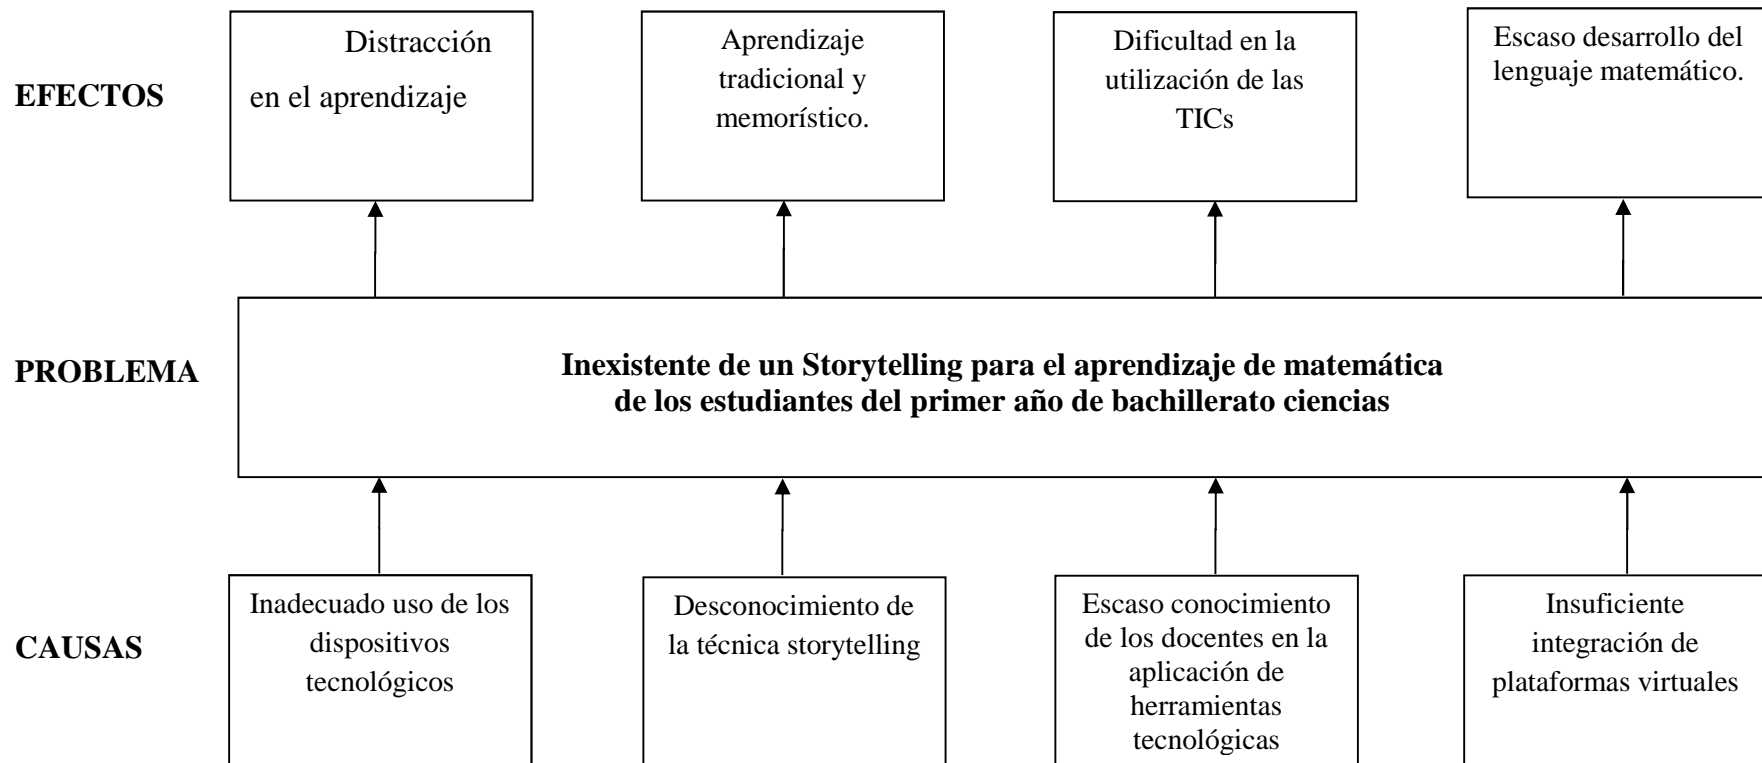 EFECTOS
Distracción
en el aprendizaje
Aprendizaje
tradicional y
memorístico.
Dificultad en la
utilización de las
TICs
Escaso desarrollo del
lenguaje matemático.
PROBLEMA
Inexistente de un Storytelling para el aprendizaje de matemática
de los estudiantes del primer año de bachillerato ciencias
CAUSAS
Inadecuado uso de los
dispositivos
tecnológicos
Desconocimiento de
la técnica storytelling
Escaso conocimiento
de los docentes en la
aplicación de
herramientas
tecnológicas
Insuficiente
integración de
plataformas virtuales